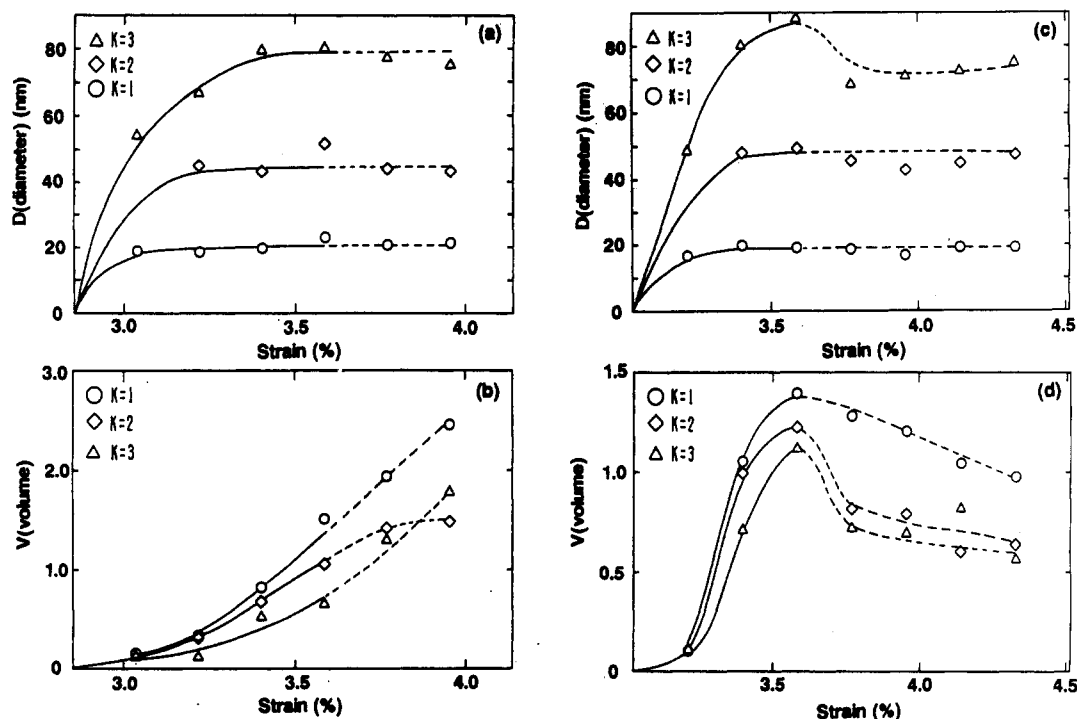 (a)
K=3
K=2
K=1
D(diameter) (nm)
80
60
40
20
0
3.0
3.5
4.0
Strain (%)
(c)
K=3
K=2
K=1
D(diameter) (nm)
80
60
40
20
0
3.5
4.0
4.5
Strain (%)
(b)
K=1
K=2
K=3
V(volume)
3.0
2.0
1.0
0
3.0
3.5
4.0
Strain (%)
(d)
K=1
K=2
K=3
V(volume)
1.5
1.0
0.5
0
3.5
4.0
4.5
Strain (%)